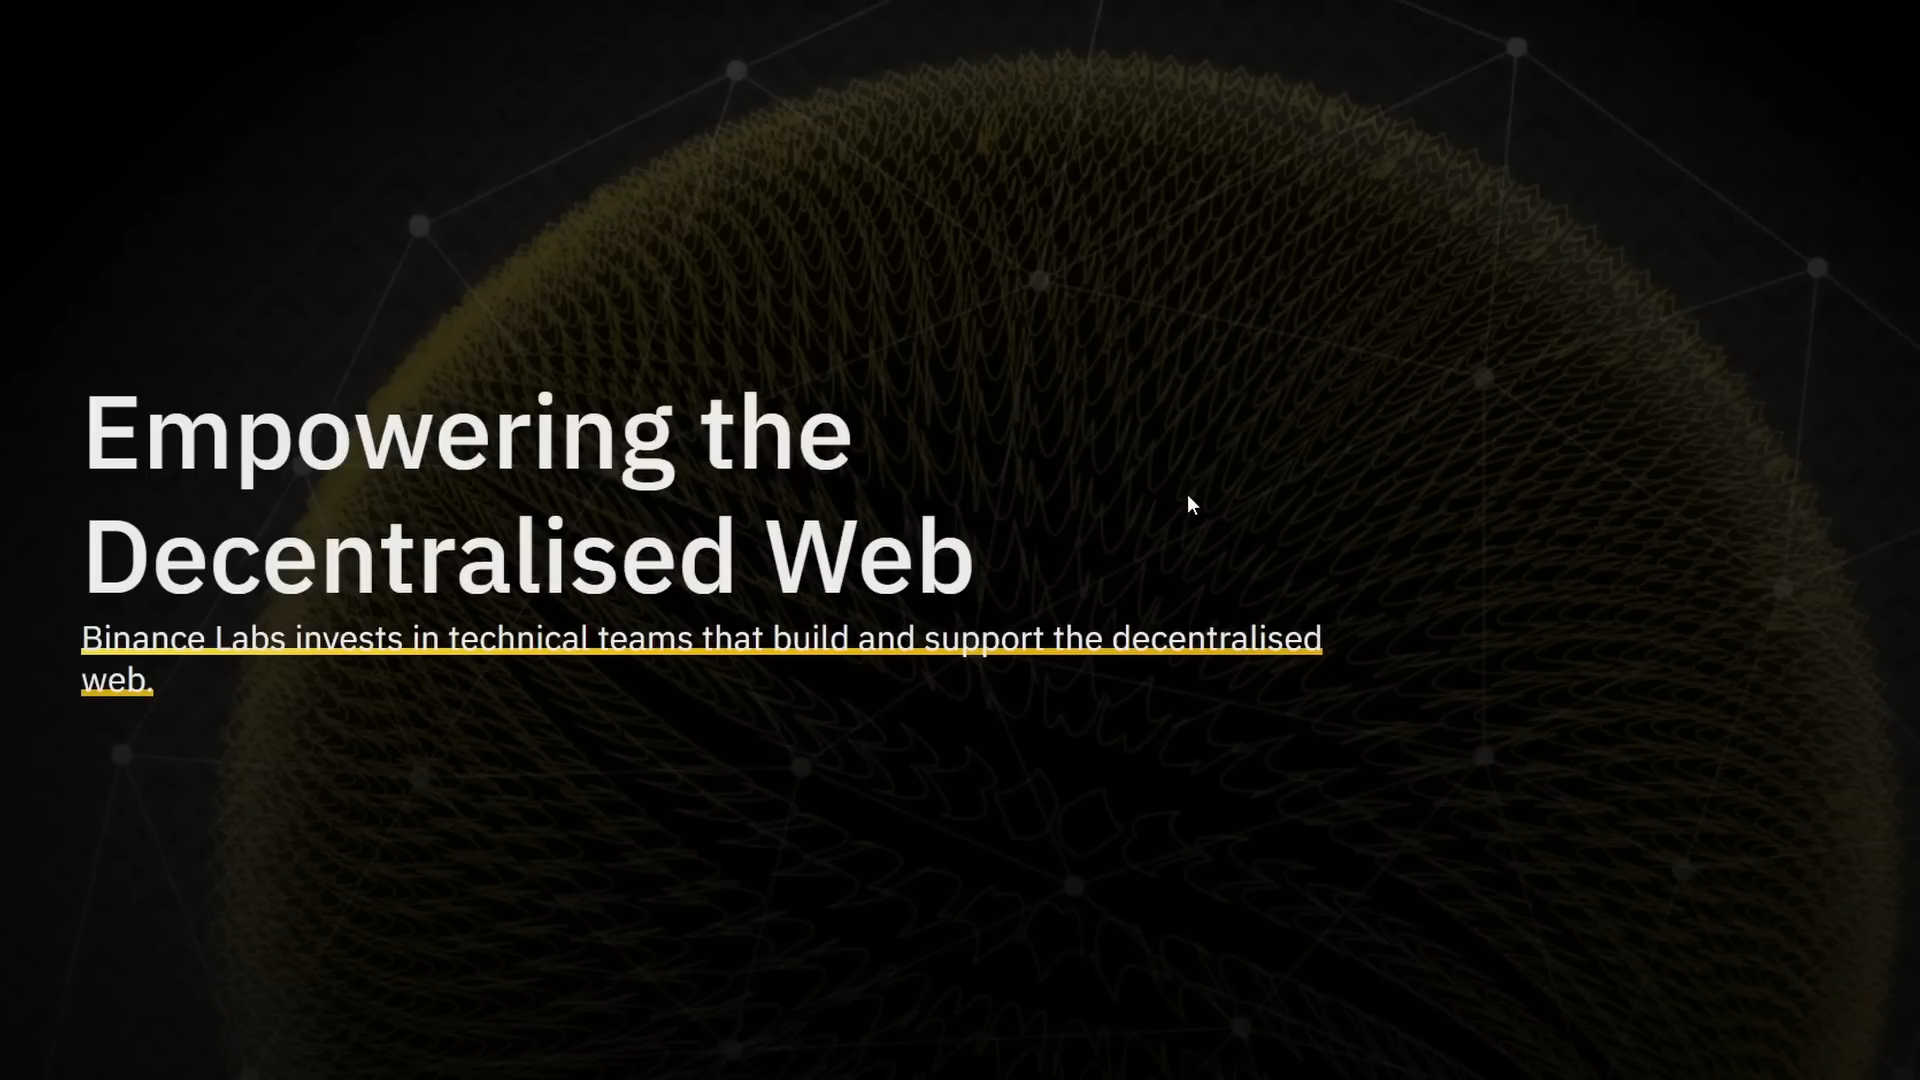 Empowering the
Decentralised Web
Binance Labs invests in technical teams that build and support the decentralised
web.